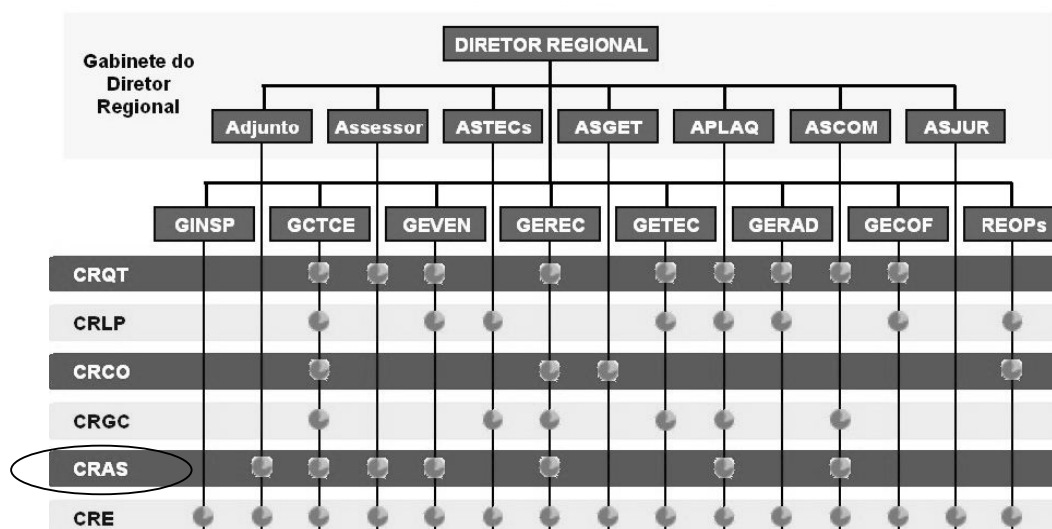 DIRETOR REGIONAL
Gabinete do
Diretor
Regional
Adjunto Assessor ASTECs ASGET APLAQ ASCOM ASJUR
GINSP GCTCE GEVEN GEREC GETEC GERAD GECOF REOPs
CRQT
CRLP
CRCO
CRGC
CRAS
CRE